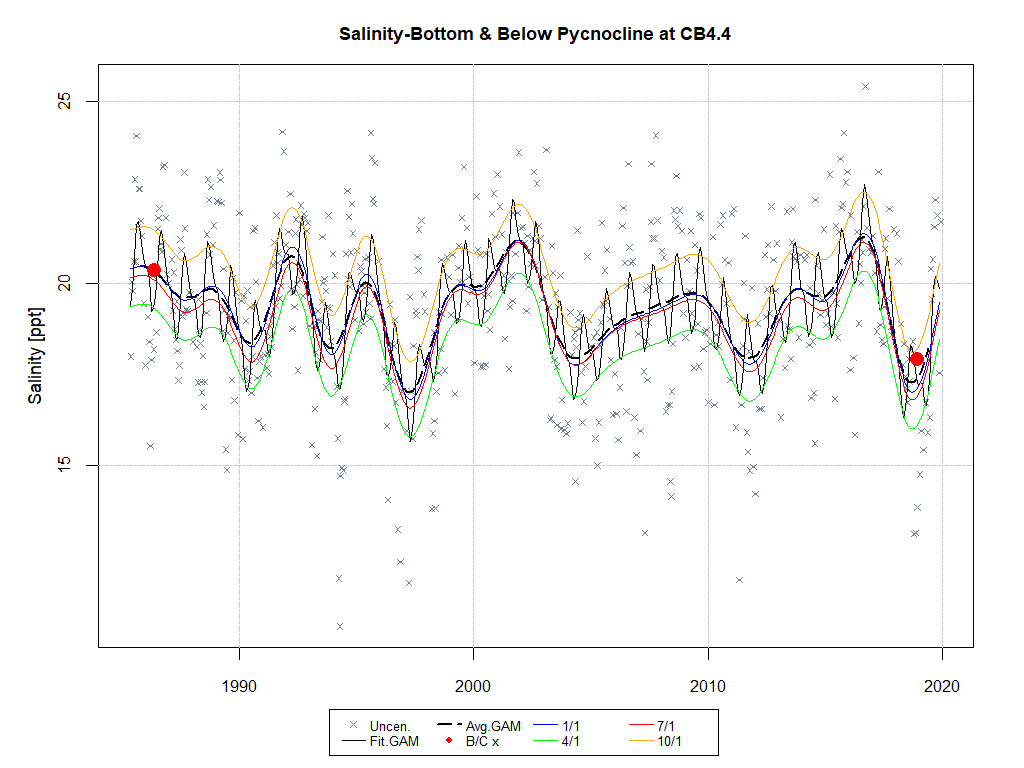 Salinity-Bottom & Below Pycnocline at CB4.4
25
20
15
Salinity [ppt]
1990 2000 2010 2020
Uncen. Avg.GAM 1/1 7/1
Fit.GAM B/C x 4/1 10/1